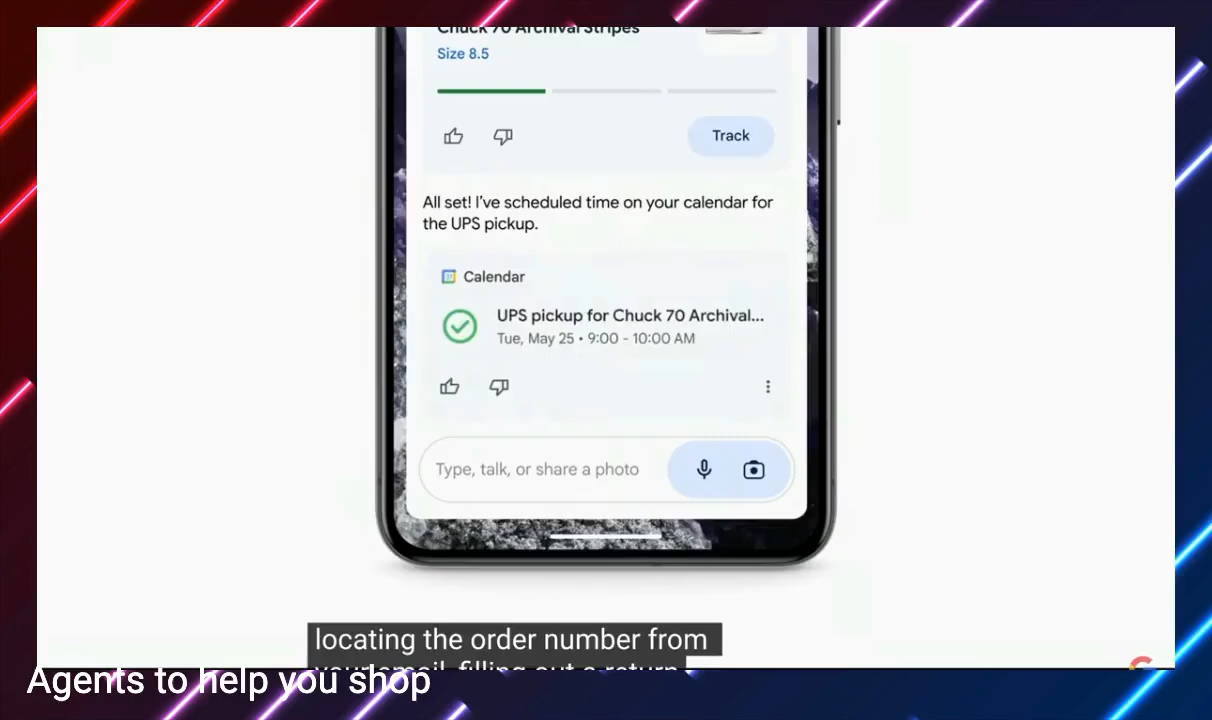 Chuck 70 Archival Stripes
Size 8.5
Track
All set! I've scheduled time on your calendar for
the UPS pickup.
Calendar
UPS pickup for Chuck 70 Archival...
Tue, May 25 • 9:00 - 10:00 AM
Type, talk, or share a photo
locating the order number from
your email, filling out a return
Agents to help you shop